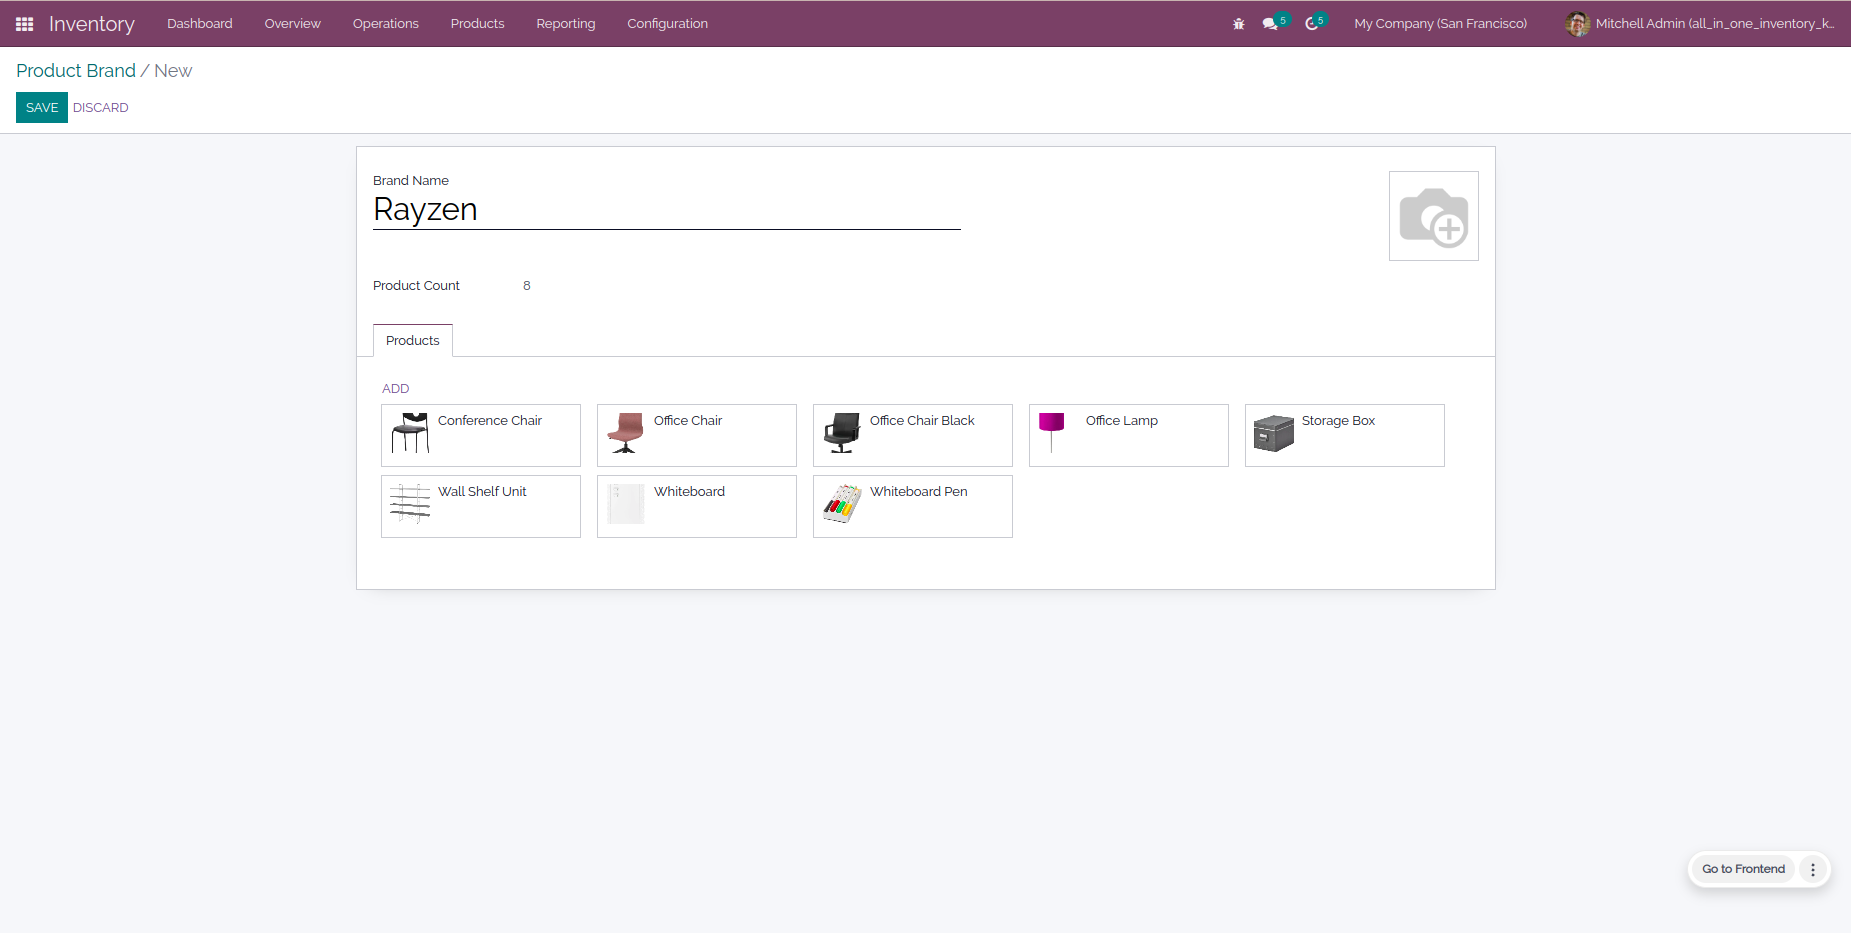 Inventory Dashboard Overview Operations Products Reporting Configuration 5 5 My Company (San Francisco) Mitchell Admin (all_in_one_inventory_k...
Product Brand / New
SAVE DISCARD
Brand Name
Rayzen
Product Count 8
Products
ADD
Conference Chair Office Chair Office Chair Black Office Lamp Storage Box
Wall Shelf Unit Whiteboard Whiteboard Pen
Go to Frontend